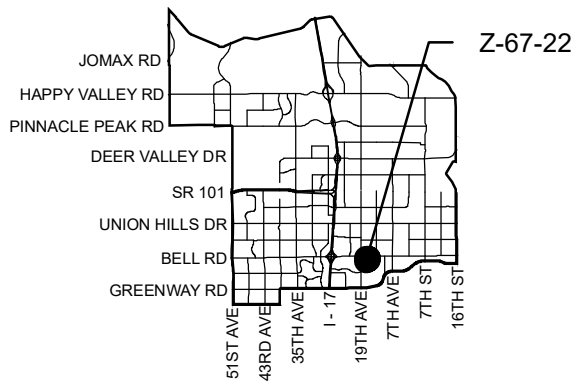 Z-67-22
JOMAX RD
HAPPY VALLEY RD
PINNACLE PEAK RD
DEER VALLEY DR
SR 101
UNION HILLS DR
BELL RD
GREENWAY RD
51ST AVE
43RD AVE
35TH AVE
I - 17
19TH AVE
7TH AVE
7TH ST
16TH ST